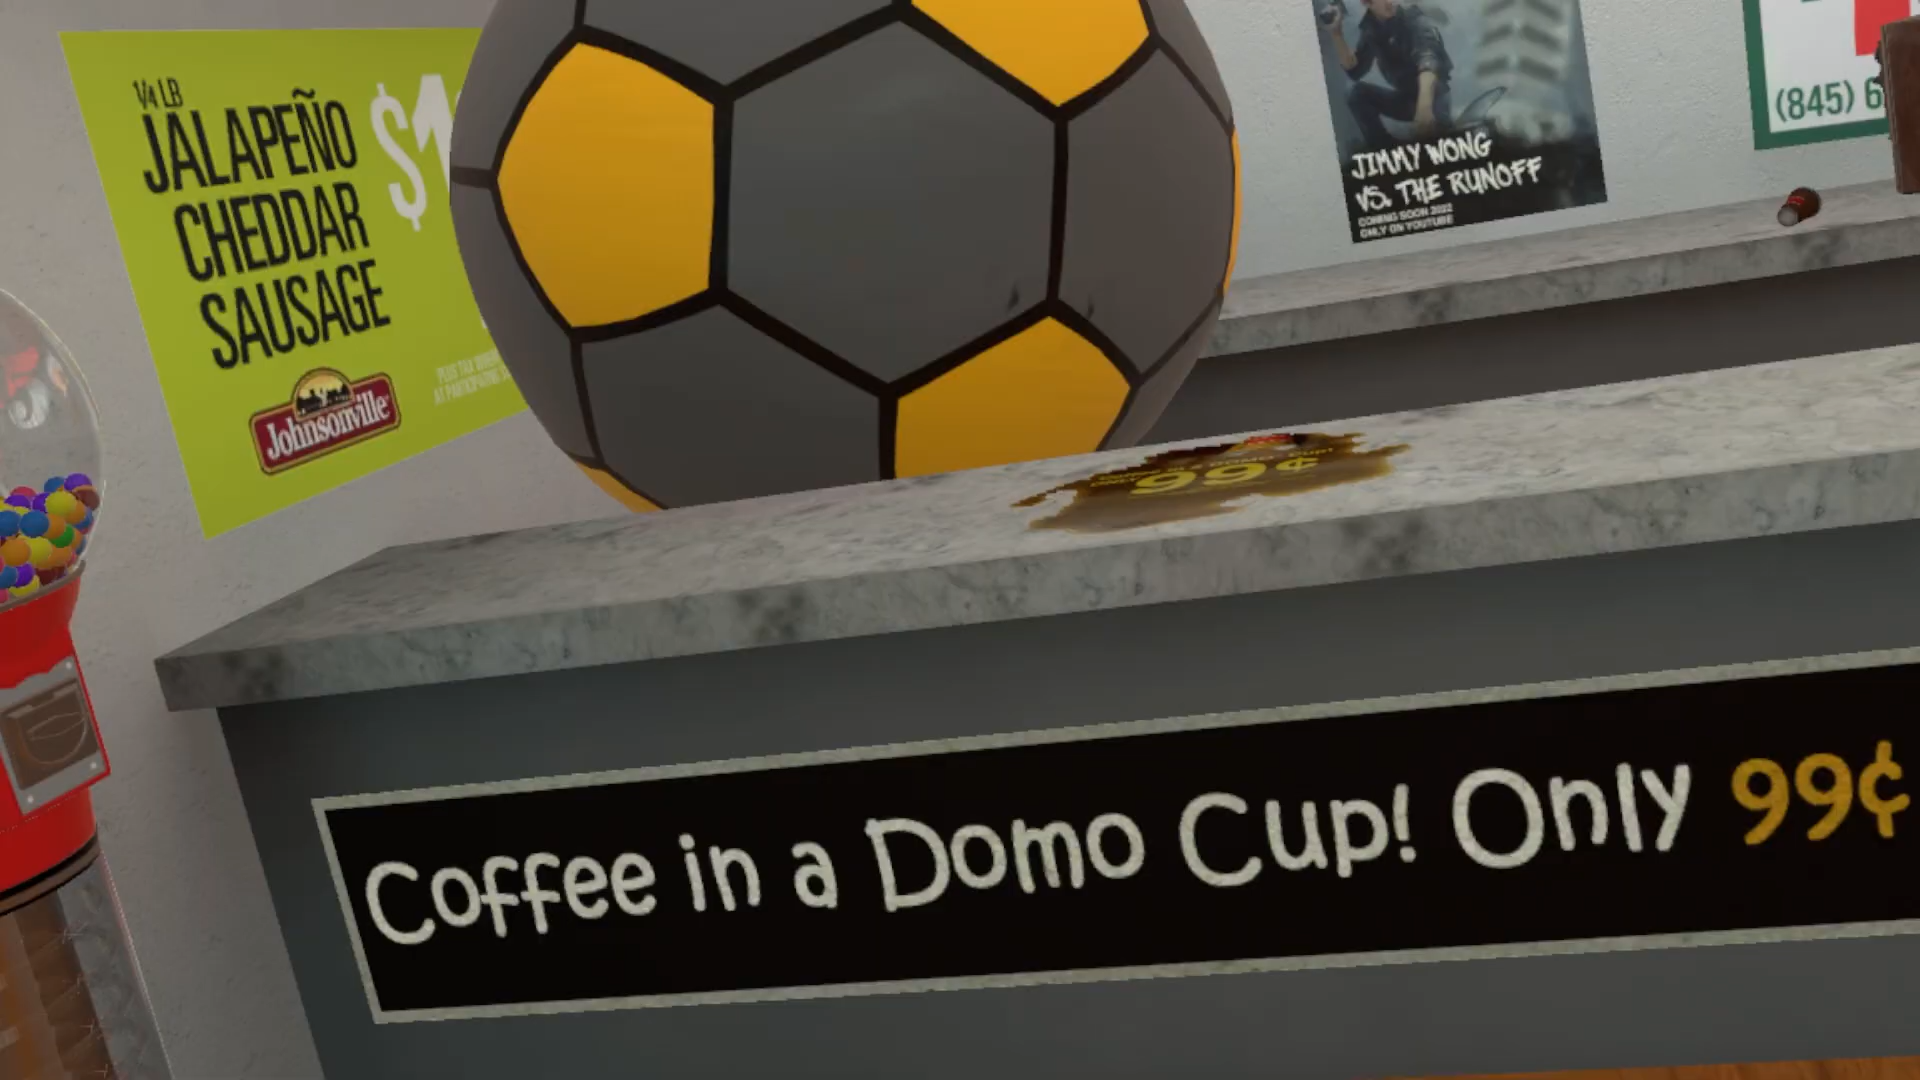 1/4 LB
JALAPEÑO
CHEDDAR
SAUSAGE
Johnsonville
JIMMY WONG
VS. THE RUNOFF
COMING SOON 2022
ONLY ON YOUTUBE
(845) 6
99¢
Coffee in a Domo Cup! Only 99¢